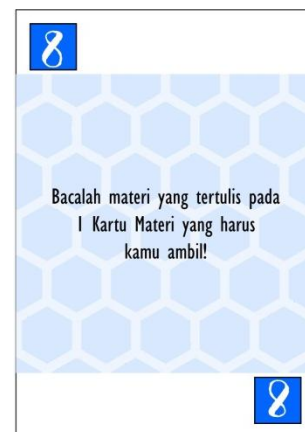 8
Bacalah materi yang tertulis pada
1 Kartu Materi yang harus
kamu ambil!
8